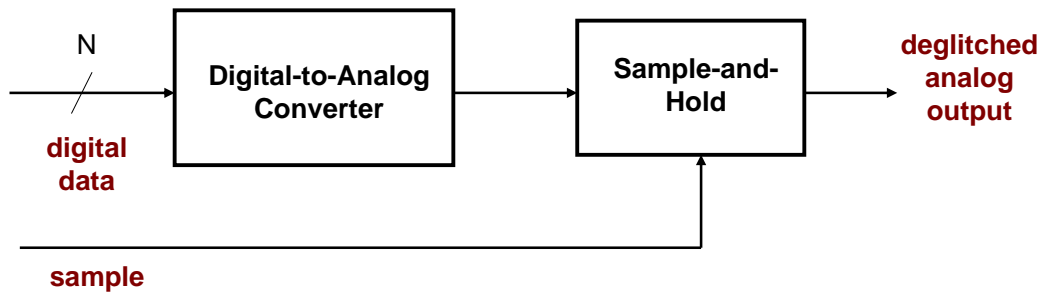 N
digital
data
Digital-to-Analog
Converter
Sample-and-
Hold
deglitched
analog
output
sample